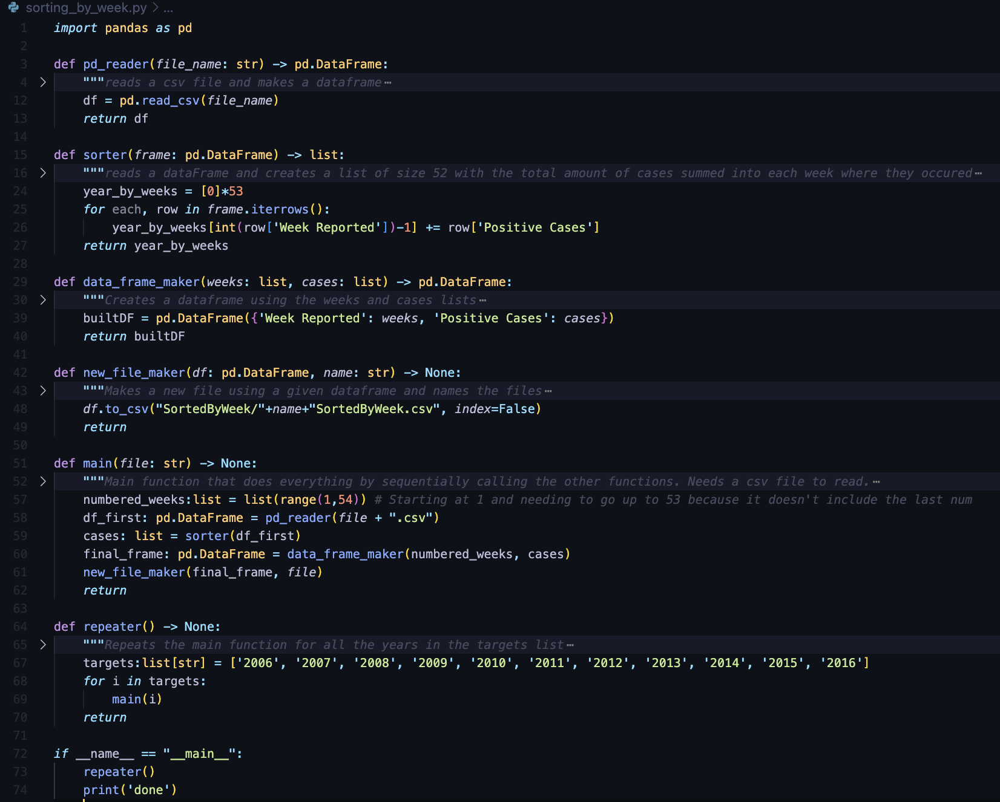 sorting_by_week.py > ...
1 import pandas as pd
2
3 def pd_reader(file_name: str) -> pd.DataFrame:
4 > """reads a csv file and makes a dataframe…
12 df = pd.read_csv(file_name)
13 return df
14
15 def sorter(frame: pd.DataFrame) -> list:
16 > """reads a dataFrame and creates a list of size 52 with the total amount of cases summed into each week where they occured…
24 year_by_weeks = [0]*53
25 for each, row in frame.iterrows():
26 year_by_weeks[int(row['Week Reported'])-1] += row['Positive Cases']
27 return year_by_weeks
28
29 def data_frame_maker(weeks: list, cases: list) -> pd.DataFrame:
30 > """Creates a dataframe using the weeks and cases lists…
39 builtDF = pd.DataFrame({'Week Reported': weeks, 'Positive Cases': cases})
40 return builtDF
41
42 def new_file_maker(df: pd.DataFrame, name: str) -> None:
43 > """Makes a new file using a given dataframe and names the files…
48 df.to_csv("SortedByWeek/"+name+"SortedByWeek.csv", index=False)
49 return
50
51 def main(file: str) -> None:
52 > """Main function that does everything by sequentially calling the other functions. Needs a csv file to read.…
57 numbered_weeks:list = list(range(1,54)) # Starting at 1 and needing to go up to 53 because it doesn't include the last num
58 df_first: pd.DataFrame = pd_reader(file + ".csv")
59 cases: list = sorter(df_first)
60 final_frame: pd.DataFrame = data_frame_maker(numbered_weeks, cases)
61 new_file_maker(final_frame, file)
62 return
63
64 def repeater() -> None:
65 > """Repeats the main function for all the years in the targets list…
67 targets:list[str] = ['2006', '2007', '2008', '2009', '2010', '2011', '2012', '2013', '2014', '2015', '2016']
68 for i in targets:
69 main(i)
70 return
71
72 if __name__ == "__main__":
73 repeater()
74 print('done')